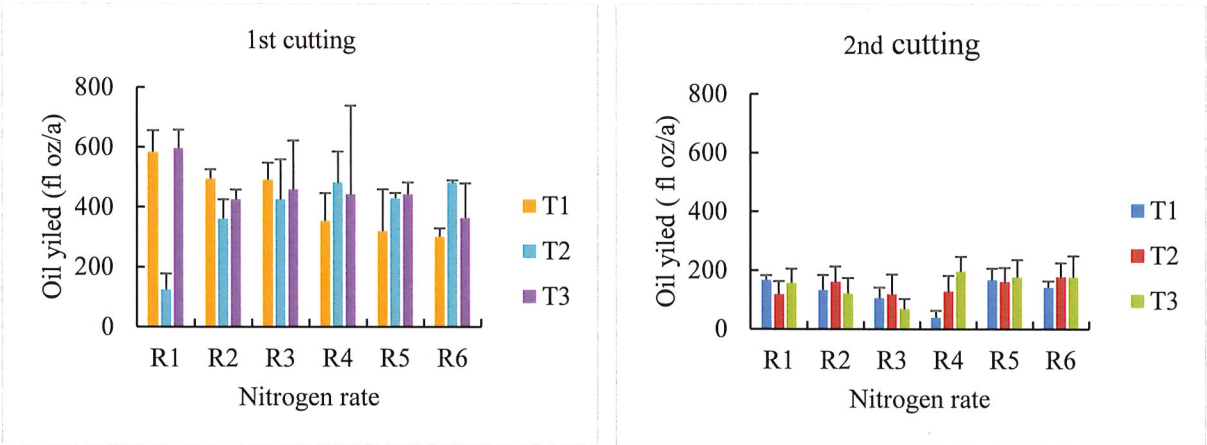 1st cutting
Oil yiled (fl oz/a)
800
600
400
200
0
R1 R2 R3 R4 R5 R6
Nitrogen rate
T1
T2
T3
2nd cutting
Oil yiled ( fl oz/a)
800
600
400
200
0
R1 R2 R3 R4 R5 R6
Nitrogen rate
T1
T2
T3